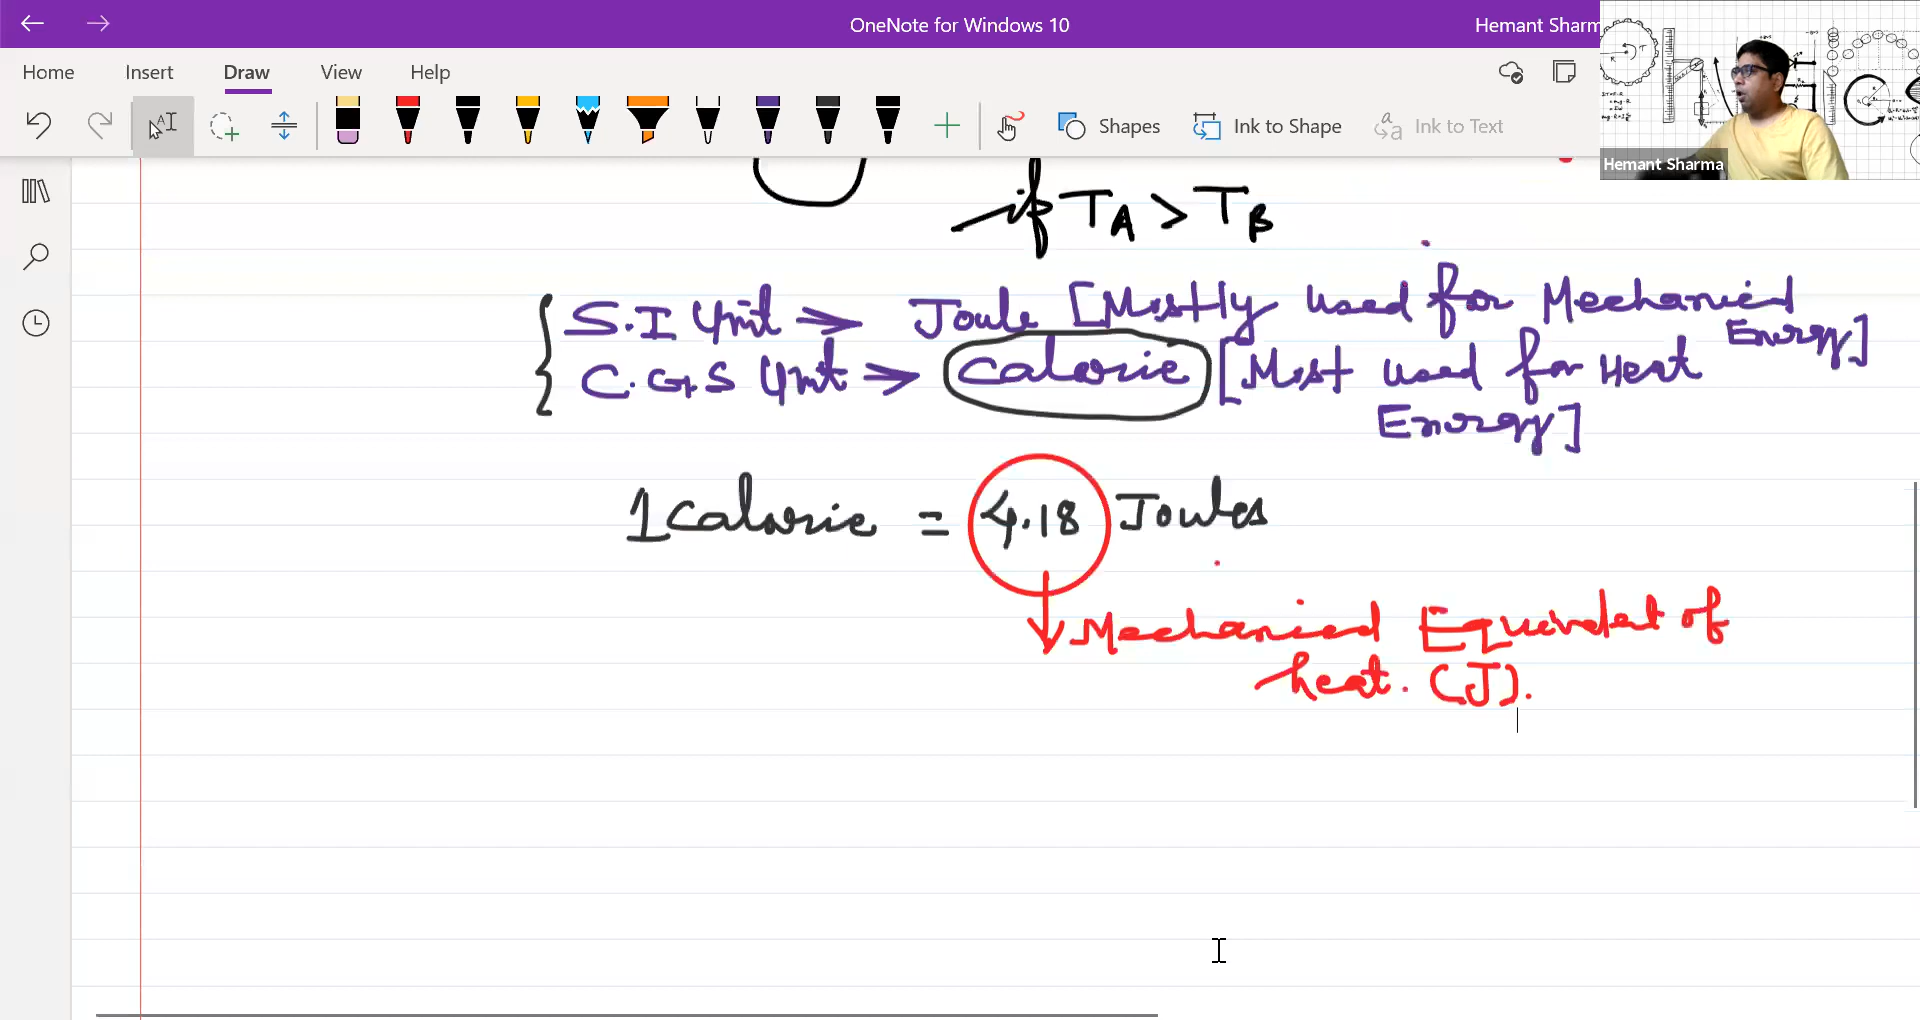 OneNote for Windows 10
Hemant Sharm
Home Insert Draw View Help
Shapes Ink to Shape Ink to Text
Hemant Sharma
if TA > TB
S.I Unit → Joule [Mostly used for Mechanical Energy]
C.G.S Unit → Calorie [Most used for Heat Energy]
1 Calorie = 4.18 Joules
Mechanical Equivalent of
heat. (J).